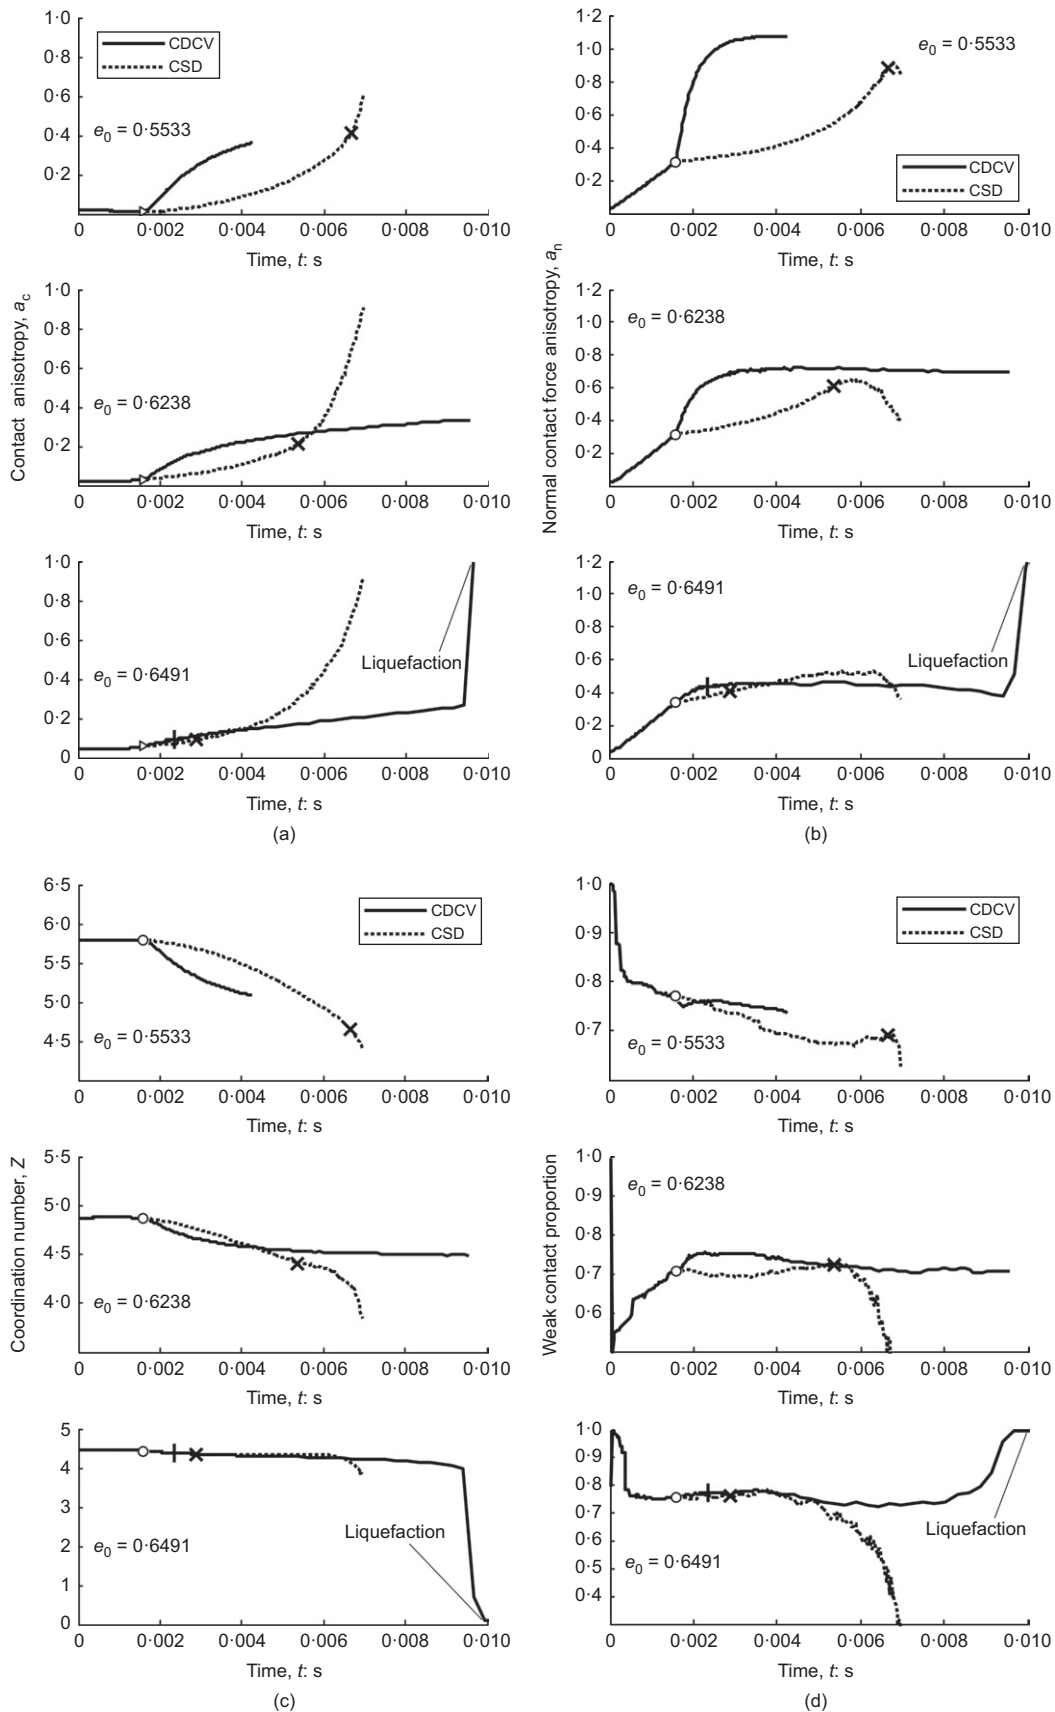 1·0
0·8
0·6
0·4
0·2
CDCV
CSD
e0 = 0·5533
0 0·002 0·004 0·006 0·008 0·010
Time, t: s
1·2
1·0
0·8
0·6
0·4
0·2
e0 = 0·5533
CDCV
CSD
0 0·002 0·004 0·006 0·008 0·010
Time, t: s
Contact anisotropy, ac
1·0
0·8
0·6
0·4
0·2
e0 = 0·6238
0 0·002 0·004 0·006 0·008 0·010
Time, t: s
Normal contact force anisotropy, an
1·2
1·0
0·8
0·6
0·4
0·2
e0 = 0·6238
0 0·002 0·004 0·006 0·008 0·010
Time, t: s
1·0
0·8
0·6
0·4
0·2
0
e0 = 0·6491
Liquefaction
0 0·002 0·004 0·006 0·008 0·010
Time, t: s
(a)
1·2
1·0
0·8
0·6
0·4
0·2
0
e0 = 0·6491
Liquefaction
0 0·002 0·004 0·006 0·008 0·010
Time, t: s
(b)
6·5
6·0
5·5
5·0
4·5
CDCV
CSD
e0 = 0·5533
0 0·002 0·004 0·006 0·008 0·010
Time, t: s
1·0
0·9
0·8
0·7
CDCV
CSD
e0 = 0·5533
0 0·002 0·004 0·006 0·008 0·010
Time, t: s
Coordination number, Z
5·5
5·0
4·5
4·0
e0 = 0·6238
0 0·002 0·004 0·006 0·008 0·010
Time, t: s
Weak contact proportion
1·0
0·9
0·8
0·7
0·6
e0 = 0·6238
0 0·002 0·004 0·006 0·008 0·010
Time, t: s
5
4
3
2
1
0
Liquefaction
e0 = 0·6491
0 0·002 0·004 0·006 0·008 0·010
Time, t: s
(c)
1·0
0·9
0·8
0·7
0·6
0·5
0·4
Liquefaction
e0 = 0·6491
0 0·002 0·004 0·006 0·008 0·010
Time, t: s
(d)